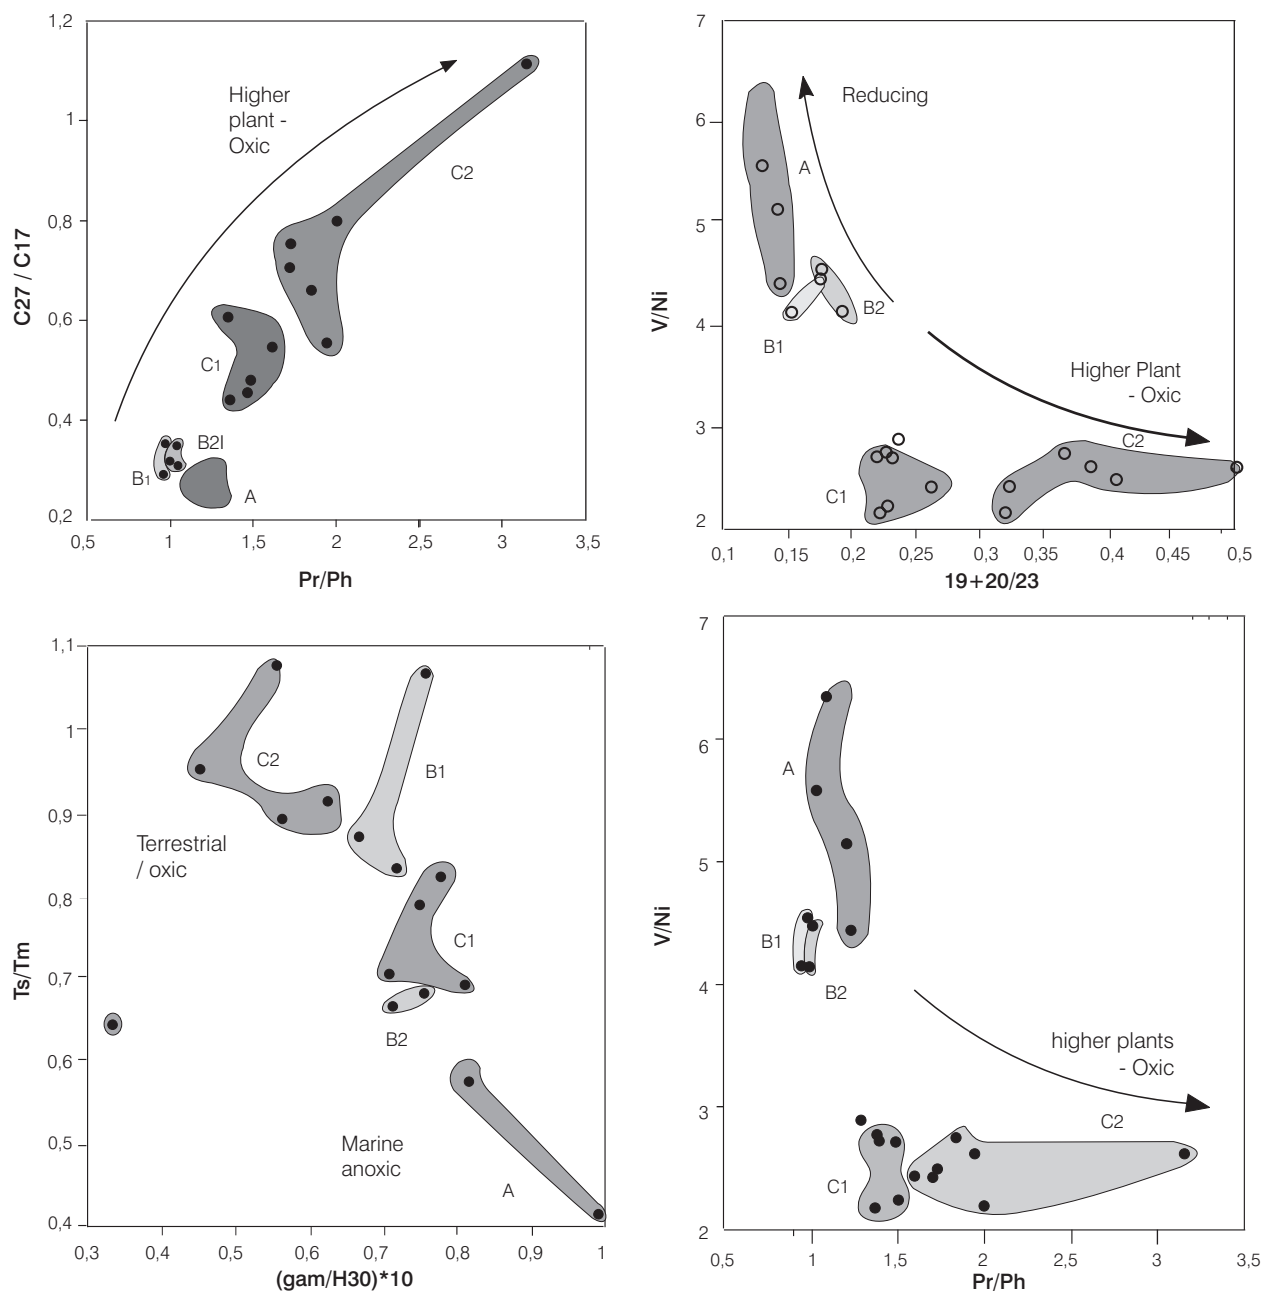 1,2
1
0,8
0,6
0,4
0,2
C27 / C17
Higher
plant -
Oxic
C2
C1
B2I
B1
A
0,5
1
1,5
2
2,5
3
3,5
Pr/Ph
7
6
5
4
3
2
V/Ni
Reducing
A
B2
B1
Higher Plant
- Oxic
C2
C1
0,1
0,15
0,2
0,25
0,3
0,35
0,4
0,45
0,5
19+20/23
1,1
1
0,9
0,8
0,7
0,6
0,5
0,4
Ts/Tm
C2
B1
Terrestrial
/ oxic
C1
B2
Marine
anoxic
A
0,3
0,4
0,5
0,6
0,7
0,8
0,9
1
(gam/H30)*10
7
6
5
4
3
2
V/Ni
A
B1
B2
higher plants
- Oxic
C2
C1
0,5
1
1,5
2
2,5
3
3,5
Pr/Ph